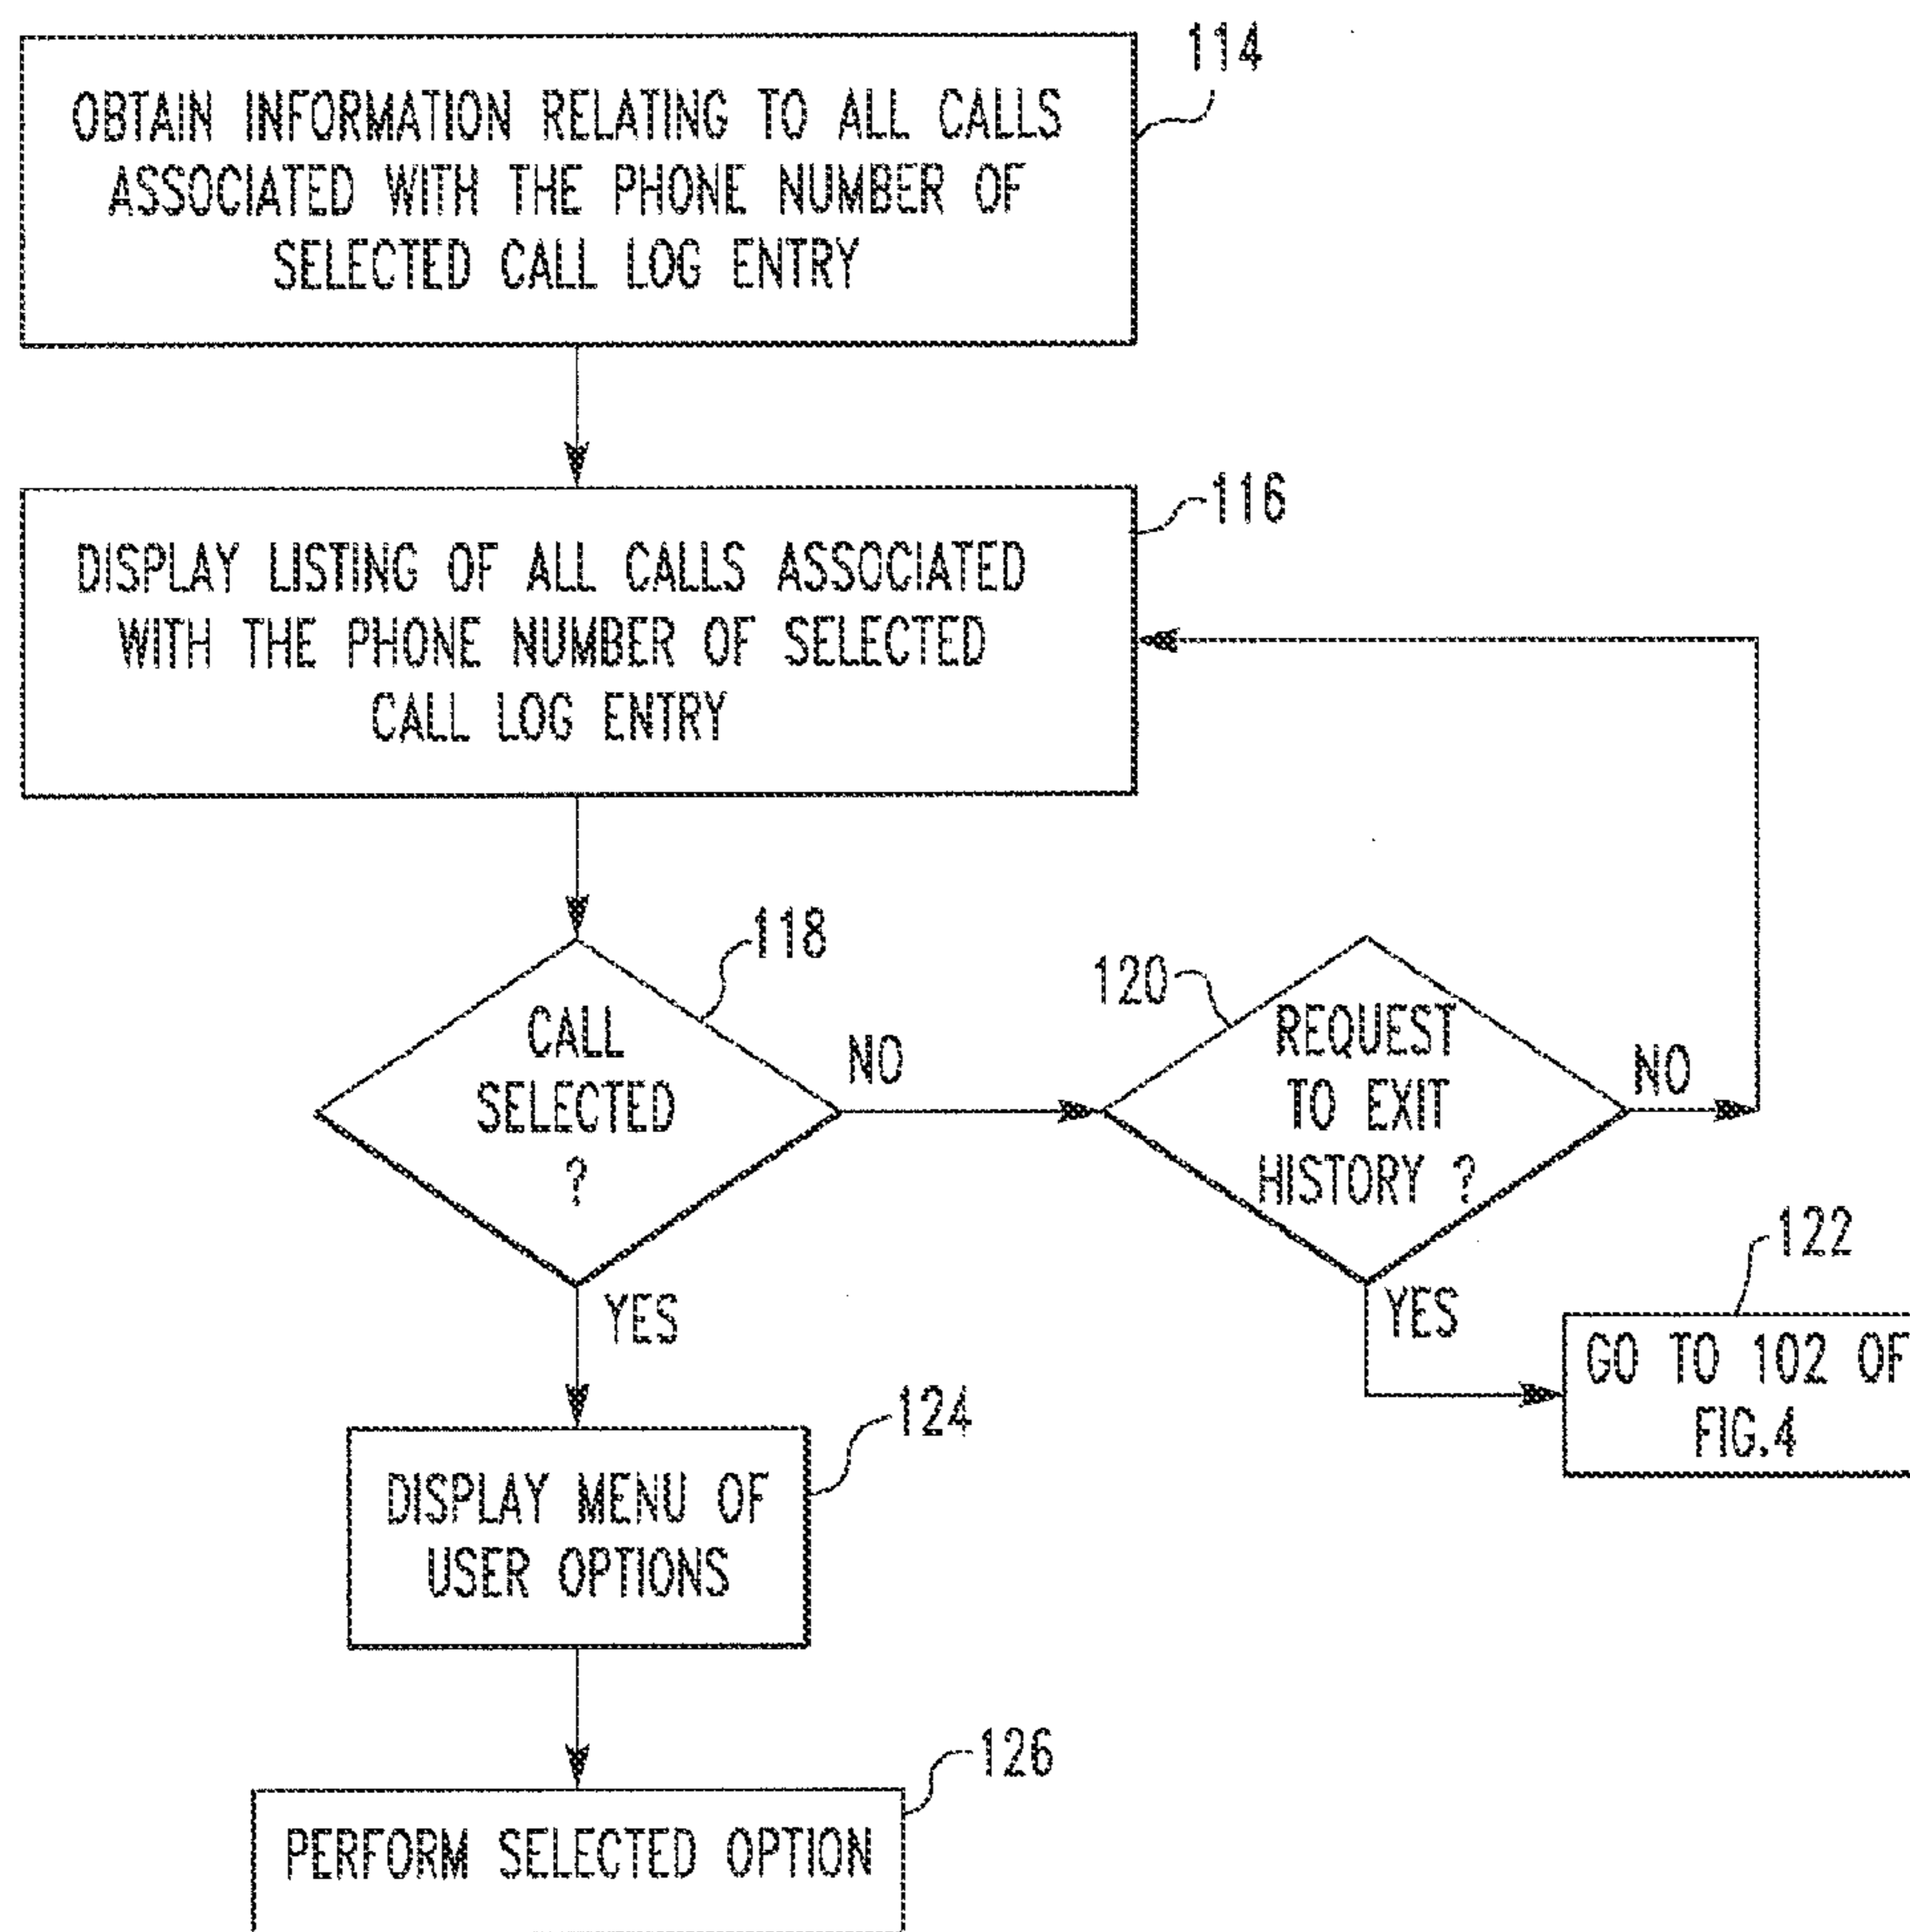 114
OBTAIN INFORMATION RELATING TO ALL CALLS
ASSOCIATED WITH THE PHONE NUMBER OF
SELECTED CALL LOG ENTRY
116
DISPLAY LISTING OF ALL CALLS ASSOCIATED
WITH THE PHONE NUMBER OF SELECTED
CALL LOG ENTRY
118
CALL
SELECTED
?
NO
120
REQUEST
TO EXIT
HISTORY ?
NO
YES
YES
122
GO TO 102 OF
FIG.4
124
DISPLAY MENU OF
USER OPTIONS
126
PERFORM SELECTED OPTION